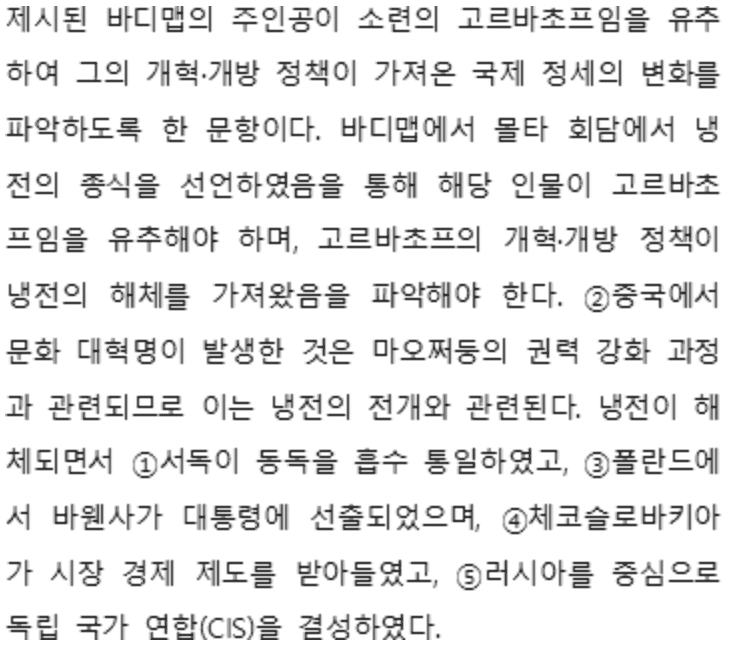 제시된 바디맵의 주인공이 소련의 고르바초프임을 유추
하여 그의 개혁·개방 정책이 가져온 국제 정세의 변화를
파악하도록 한 문항이다. 바디맵에서 몰타 회담에서 냉
전의 종식을 선언하였음을 통해 해당 인물이 고르바초
프임을 유추해야 하며, 고르바초프의 개혁·개방 정책이
냉전의 해체를 가져왔음을 파악해야 한다. ②중국에서
문화 대혁명이 발생한 것은 마오쩌둥의 권력 강화 과정
과 관련되므로 이는 냉전의 전개와 관련된다. 냉전이 해
체되면서 ①서독이 동독을 흡수 통일하였고, ③폴란드에
서 바웬사가 대통령에 선출되었으며, ④체코슬로바키아
가 시장 경제 제도를 받아들였고, ⑤러시아를 중심으로
독립 국가 연합(CIS)을 결성하였다.